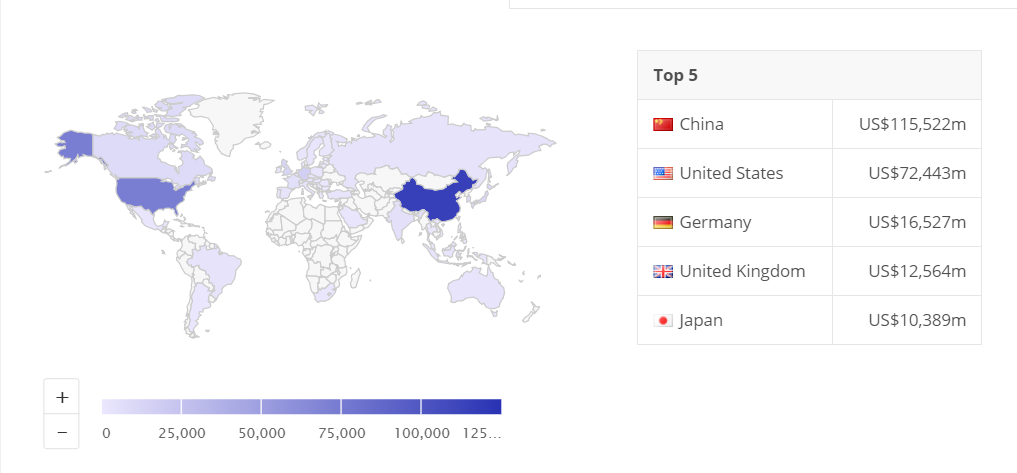 Top 5
China US$115,522m
United States US$72,443m
Germany US$16,527m
United Kingdom US$12,564m
Japan US$10,389m
+
−
0 25,000 50,000 75,000 100,000 125...